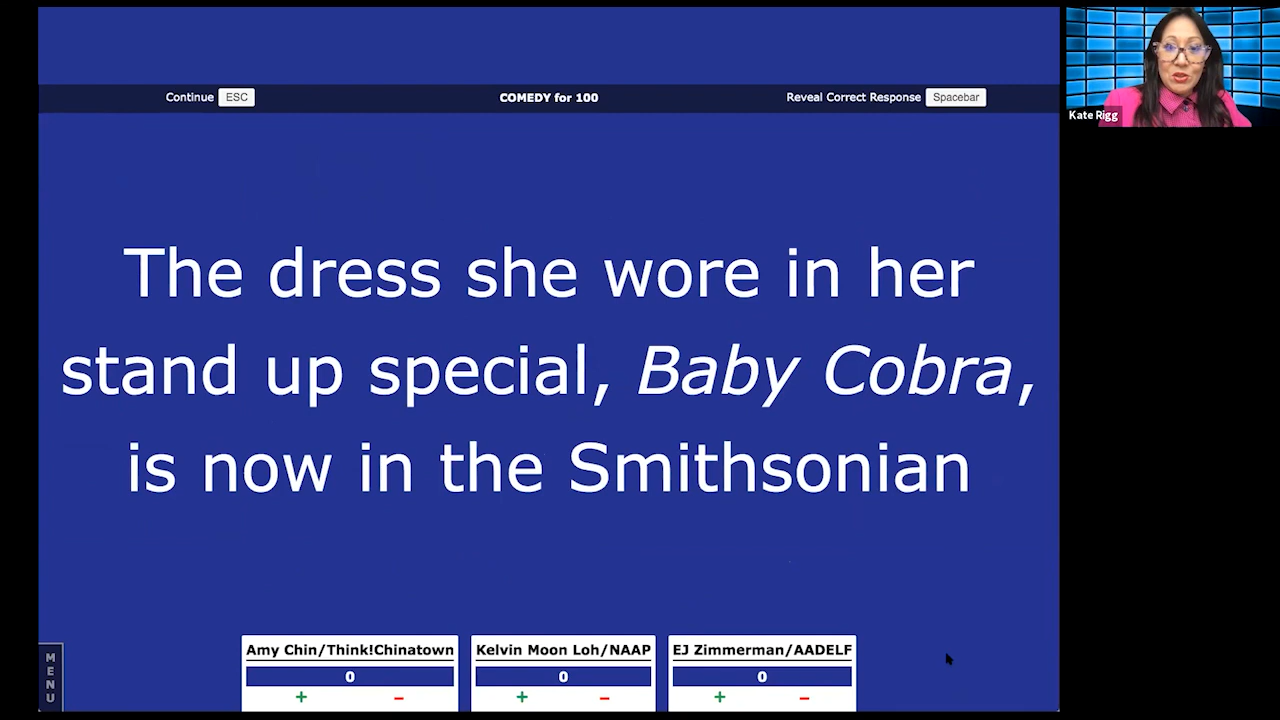 Continue ESC COMEDY for 100 Reveal Correct Response Spacebar
Kate Rigg
The dress she wore in her
stand up special, Baby Cobra,
is now in the Smithsonian
MENU
Amy Chin/Think!Chinatown Kelvin Moon Loh/NAAP EJ Zimmerman/AADELF
0 0 0
+ − + − + −